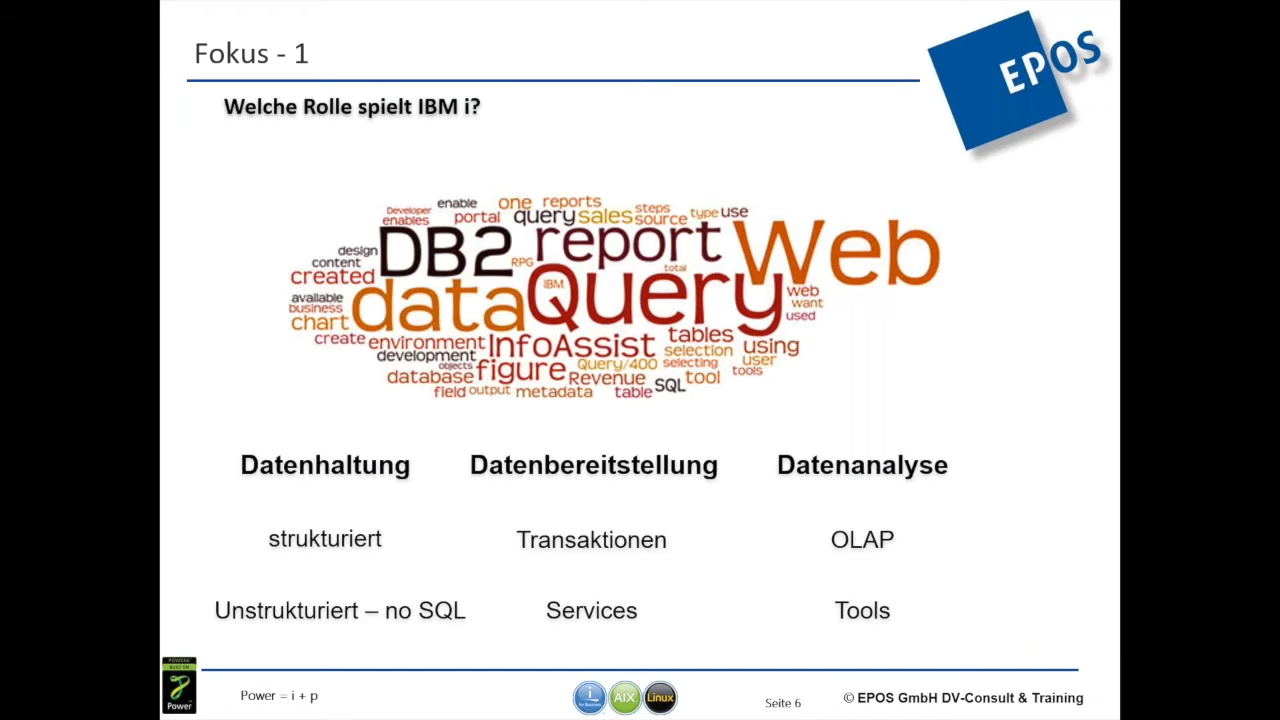 Fokus - 1
EPOS
Welche Rolle spielt IBM i?
Developer enable one reports steps
enables portal query sales source type use
design DB2 report Web
content RPG total
created data IBM Query web
available want
business used
chart
create environment InfoAssist tables using
development selection user
objects figure Query/400 selecting tools
database Revenue SQL tool
field output metadata table
Datenhaltung Datenbereitstellung Datenanalyse
strukturiert Transaktionen OLAP
Unstrukturiert – no SQL Services Tools
Power
Power = i + p
i
for Business
AIX
Linux
Seite 6
© EPOS GmbH DV-Consult & Training